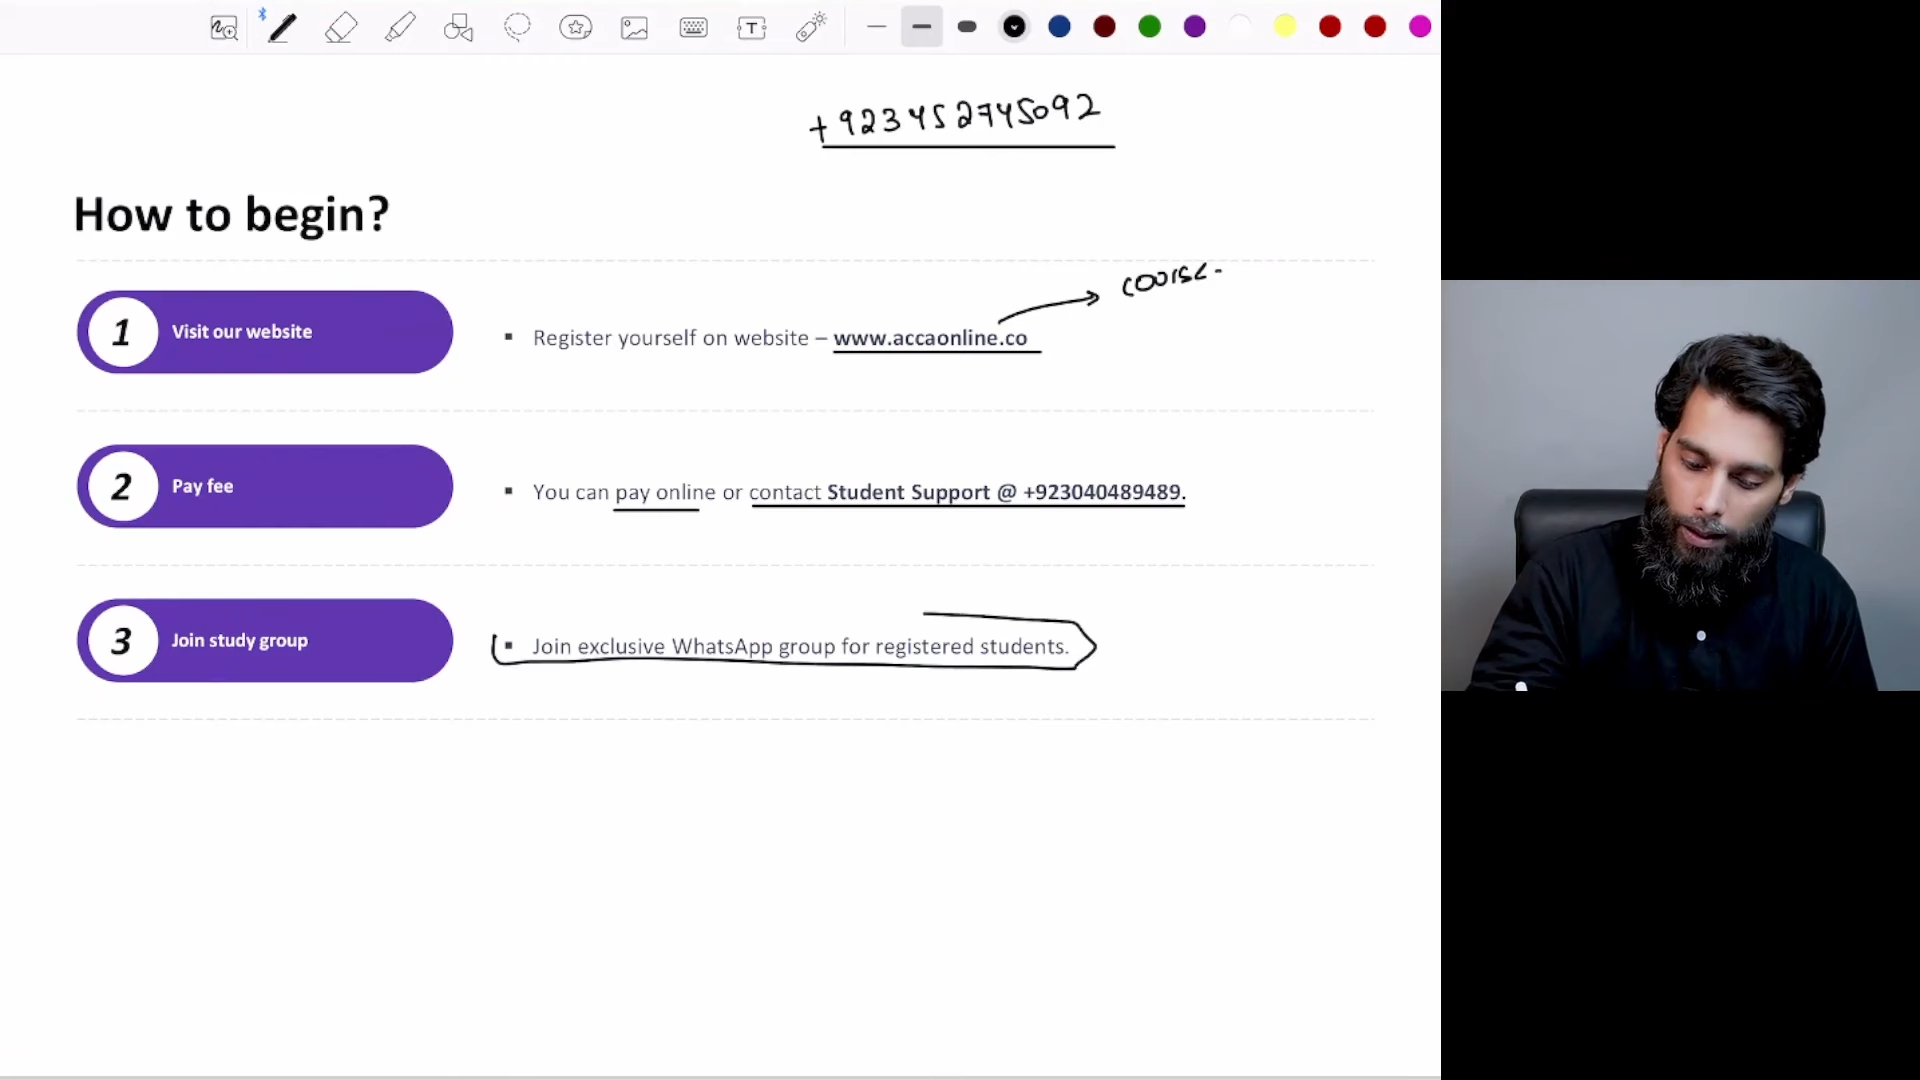 +923452745092
How to begin?
course.
1 Visit our website
▪ Register yourself on website – www.accaonline.co
2 Pay fee
▪ You can pay online or contact Student Support @ +923040489489.
3 Join study group
▪ Join exclusive WhatsApp group for registered students.